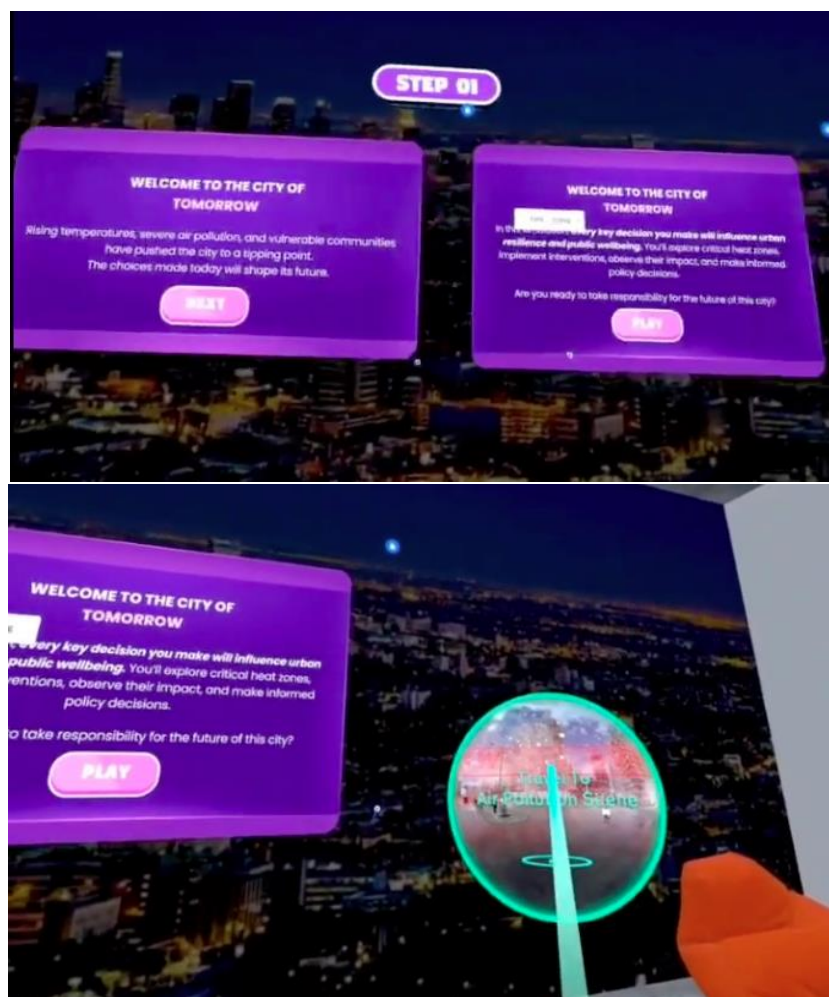 STEP 01
WELCOME TO THE CITY OF
TOMORROW
Rising temperatures, severe air pollution, and vulnerable communities
have pushed the city to a tipping point.
The choices made today will shape its future.
NEXT
WELCOME TO THE CITY OF
TOMORROW
In this every key decision you make will influence urban
resilience and public wellbeing. You'll explore critical heat zones,
implement interventions, observe their impact, and make informed
policy decisions.
Are you ready to take responsibility for the future of this city?
PLAY
WELCOME TO THE CITY OF
TOMORROW
every key decision you make will influence urban
public wellbeing. You'll explore critical heat zones,
ventions, observe their impact, and make informed
policy decisions.
o take responsibility for the future of this city?
PLAY
Travel To
Air Pollution Scene